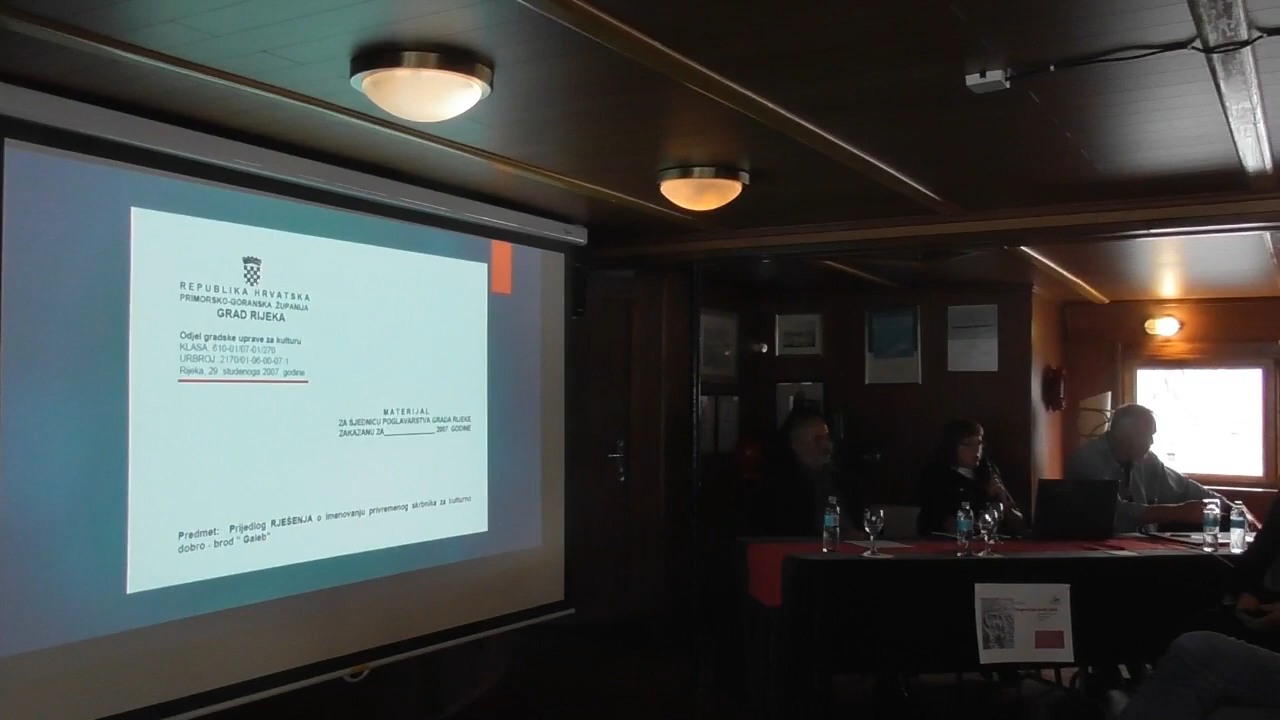 REPUBLIKA HRVATSKA
PRIMORSKO-GORANSKA ŽUPANIJA
GRAD RIJEKA
Odjel gradske uprave za kulturu
KLASA: 610-01/07-01/270
URBROJ: 2170/01-06-00-07-1
Rijeka, 29. studenoga 2007. godine
MATERIJAL
ZA SJEDNICU POGLAVARSTVA GRADA RIJEKE
ZAKAZANU ZA______________ 2007. GODINE
Predmet: Prijedlog RJEŠENJA o imenovanju privremenog skrbnika za kulturno
dobro - brod " Galeb"